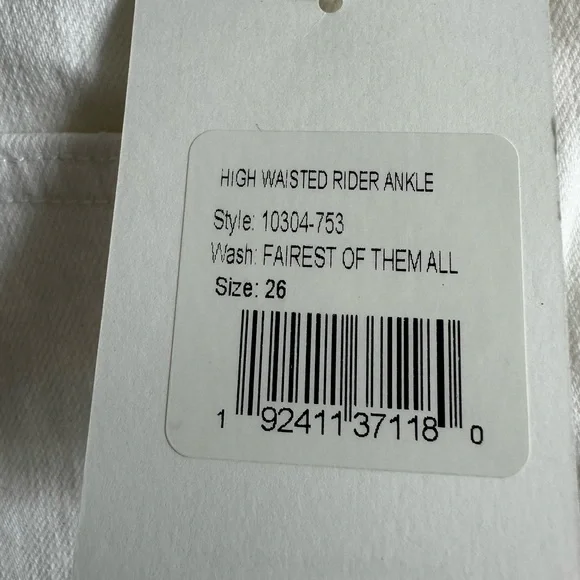 HIGH WAISTED RIDER ANKLE
Style: 10304-753
Wash: FAIREST OF THEM ALL
Size: 26
1 92411 37118 0